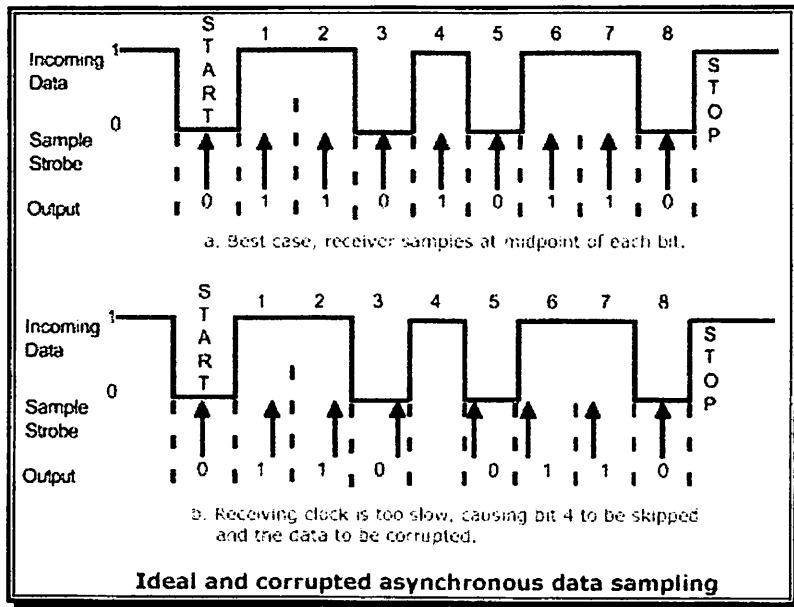 START 1 2 3 4 5 6 7 8
Incoming Data
1
0
STOP
Sample Strobe
Output
0 1 1 0 1 0 1 1 0
a. Best case, receiver samples at midpoint of each bit.
START 1 2 3 4 5 6 7 8
Incoming Data
1
0
STOP
Sample Strobe
Output
0 1 1 0 0 1 1 0
b. Receiving clock is too slow, causing bit 4 to be skipped
and the data to be corrupted.
Ideal and corrupted asynchronous data sampling